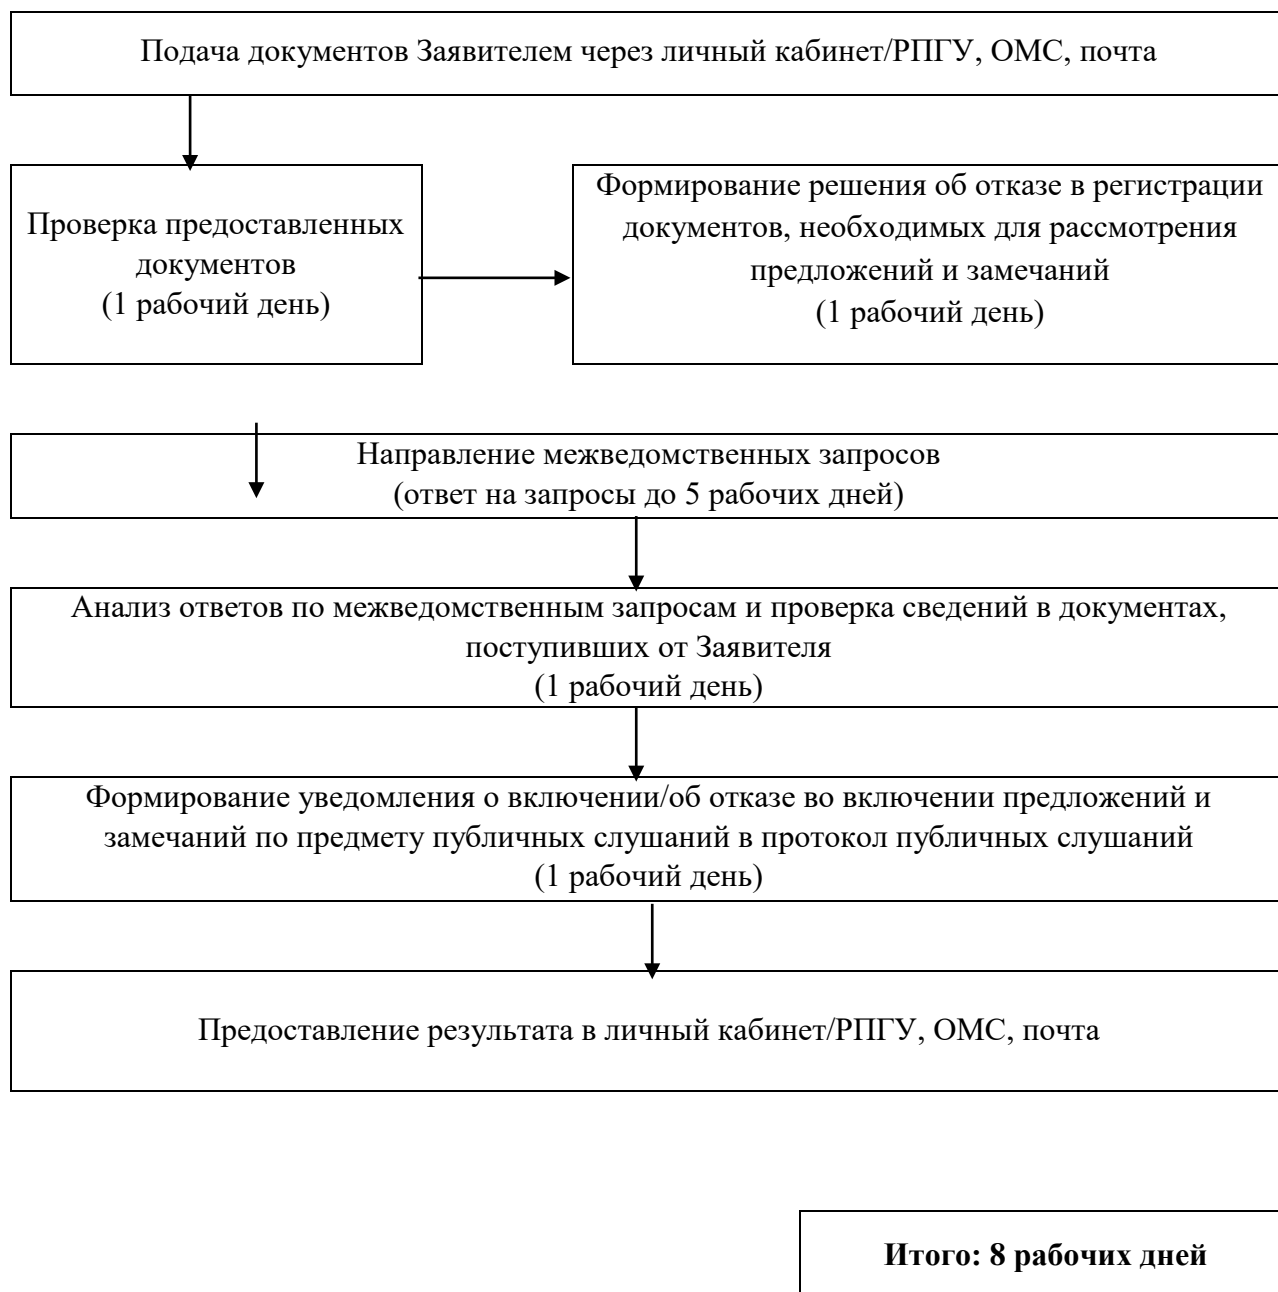 Подача документов Заявителем через личный кабинет/РПГУ, ОМС, почта
Проверка предоставленных
документов
(1 рабочий день)
Формирование решения об отказе в регистрации
документов, необходимых для рассмотрения
предложений и замечаний
(1 рабочий день)
Направление межведомственных запросов
(ответ на запросы до 5 рабочих дней)
Анализ ответов по межведомственным запросам и проверка сведений в документах,
поступивших от Заявителя
(1 рабочий день)
Формирование уведомления о включении/об отказе во включении предложений и
замечаний по предмету публичных слушаний в протокол публичных слушаний
(1 рабочий день)
Предоставление результата в личный кабинет/РПГУ, ОМС, почта
Итого: 8 рабочих дней